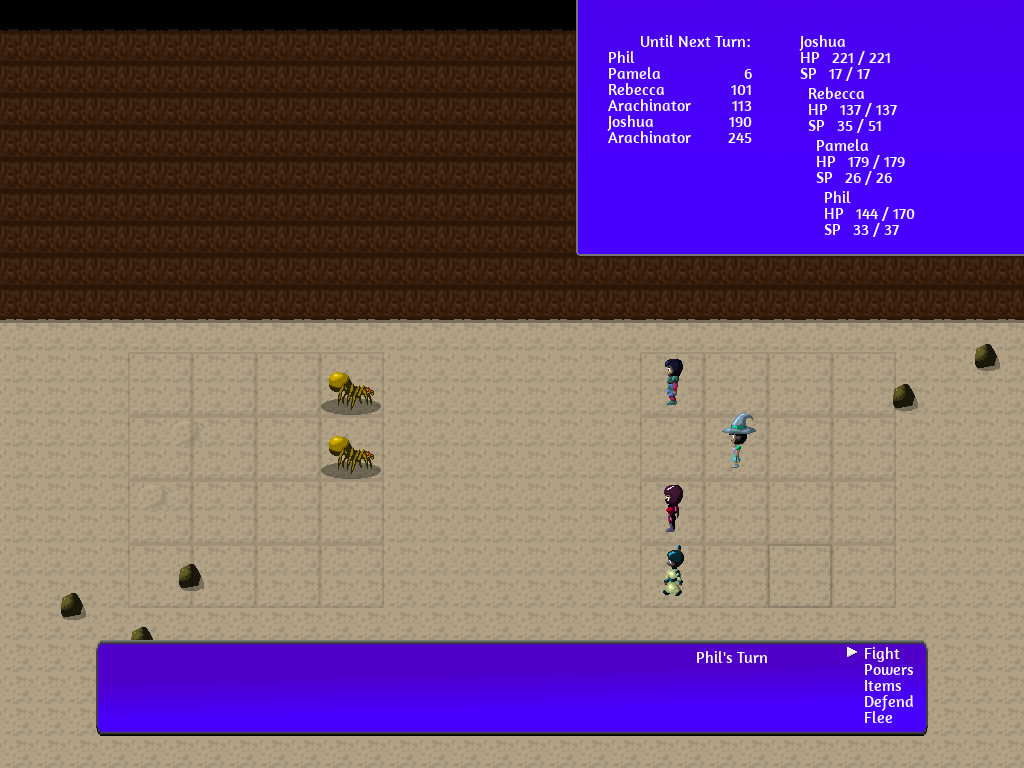 Until Next Turn:
Phil
Pamela 6
Rebecca 101
Arachinator 113
Joshua 190
Arachinator 245
Joshua
HP 221 / 221
SP 17 / 17
Rebecca
HP 137 / 137
SP 35 / 51
Pamela
HP 179 / 179
SP 26 / 26
Phil
HP 144 / 170
SP 33 / 37
Phil's Turn
Fight
Powers
Items
Defend
Flee